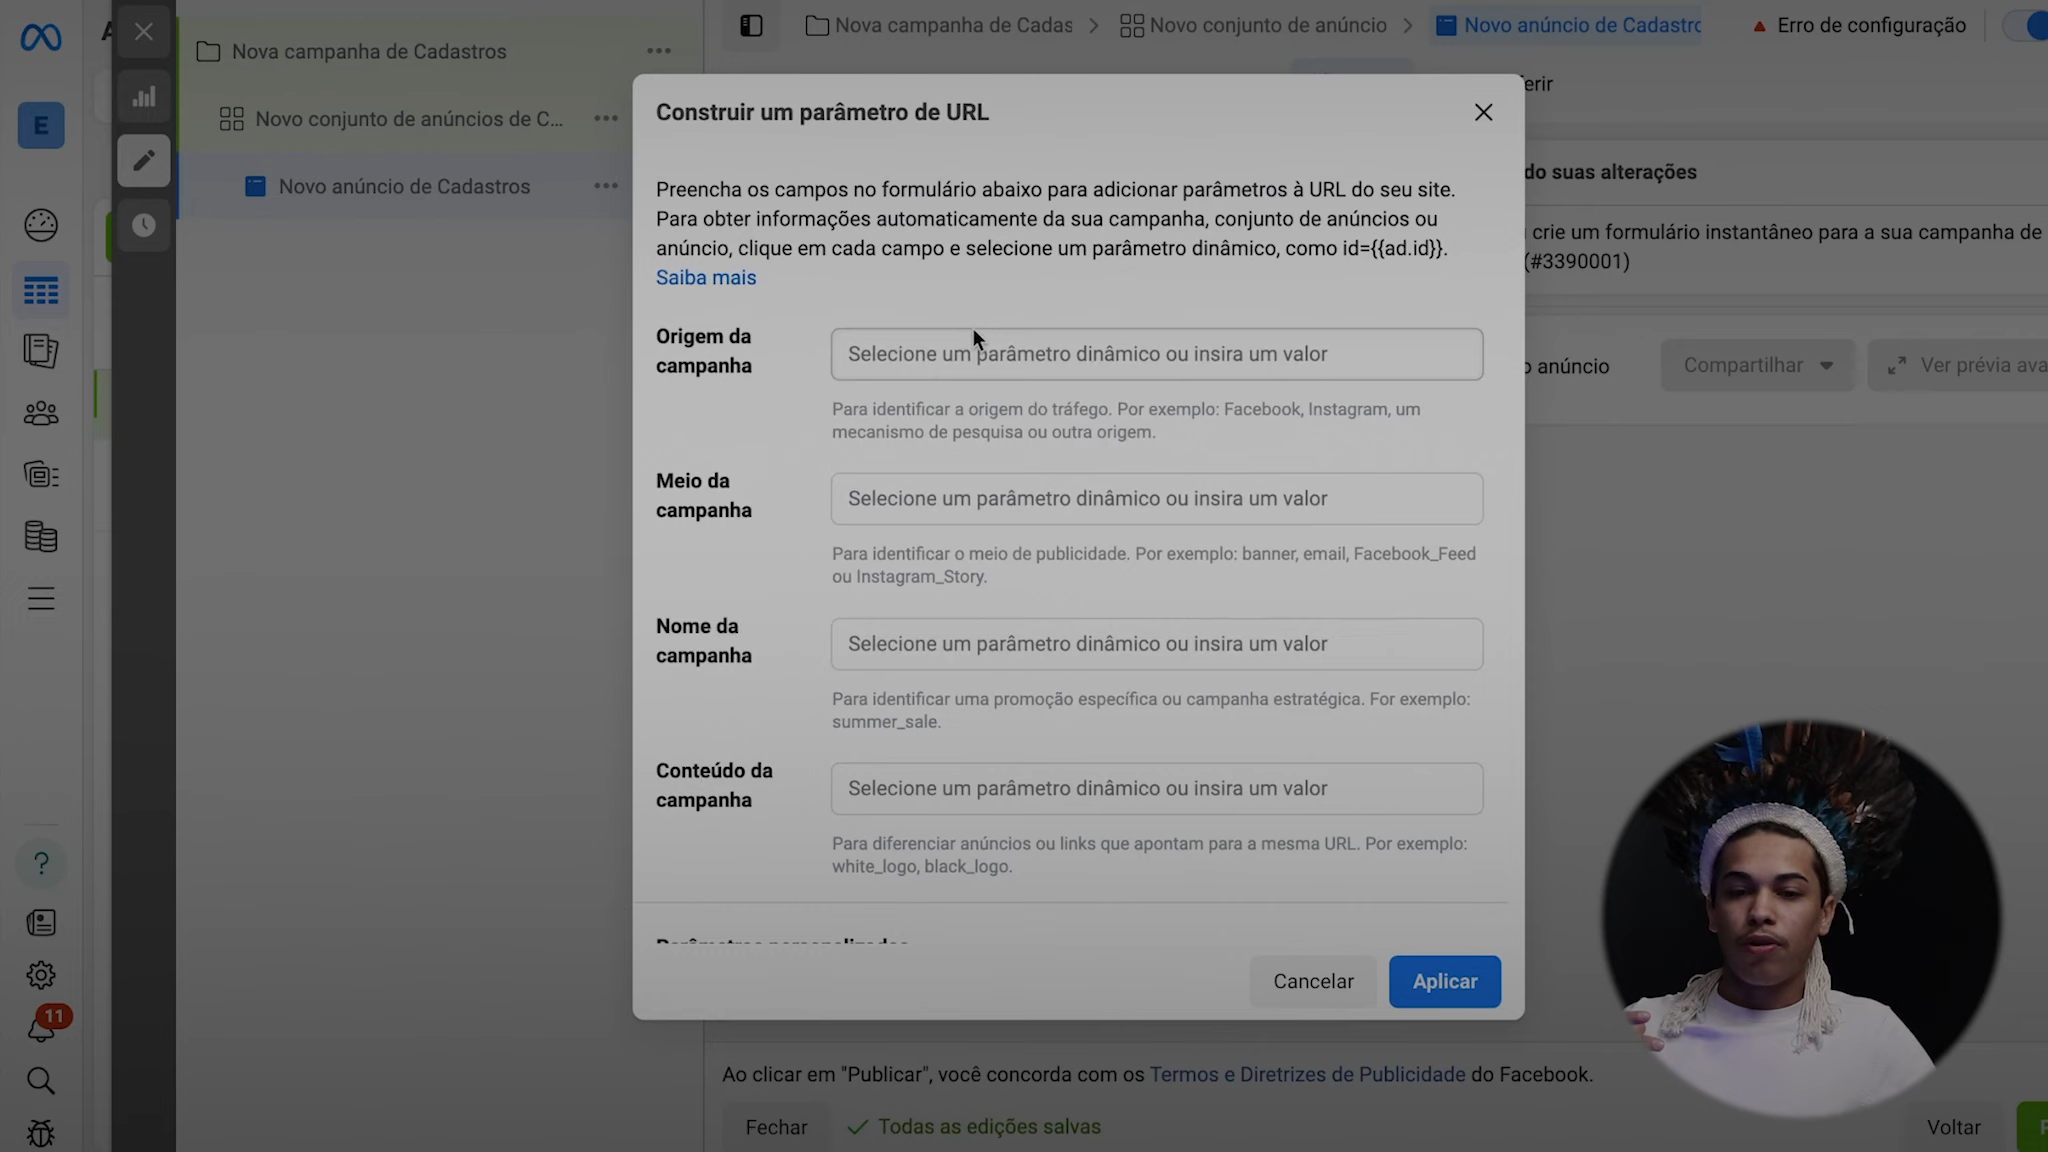 E
11
Nova campanha de Cadastros
Novo conjunto de anúncios de C...
Novo anúncio de Cadastros
Nova campanha de Cadas
Novo conjunto de anúncio
Novo anúncio de Cadastro
Erro de configuração
erir
do suas alterações
crie um formulário instantâneo para a sua campanha de
(#3390001)
o anúncio
Compartilhar
Ver prévia ava
Construir um parâmetro de URL
Preencha os campos no formulário abaixo para adicionar parâmetros à URL do seu site.
Para obter informações automaticamente da sua campanha, conjunto de anúncios ou
anúncio, clique em cada campo e selecione um parâmetro dinâmico, como id={{ad.id}}.
Saiba mais
Origem da
campanha
Selecione um parâmetro dinâmico ou insira um valor
Para identificar a origem do tráfego. Por exemplo: Facebook, Instagram, um
mecanismo de pesquisa ou outra origem.
Meio da
campanha
Selecione um parâmetro dinâmico ou insira um valor
Para identificar o meio de publicidade. Por exemplo: banner, email, Facebook_Feed
ou Instagram_Story.
Nome da
campanha
Selecione um parâmetro dinâmico ou insira um valor
Para identificar uma promoção específica ou campanha estratégica. For exemplo:
summer_sale.
Conteúdo da
campanha
Selecione um parâmetro dinâmico ou insira um valor
Para diferenciar anúncios ou links que apontam para a mesma URL. Por exemplo:
white_logo, black_logo.
Parâmetros personalizados
Cancelar
Aplicar
Ao clicar em "Publicar", você concorda com os Termos e Diretrizes de Publicidade do Facebook.
Fechar
Todas as edições salvas
Voltar